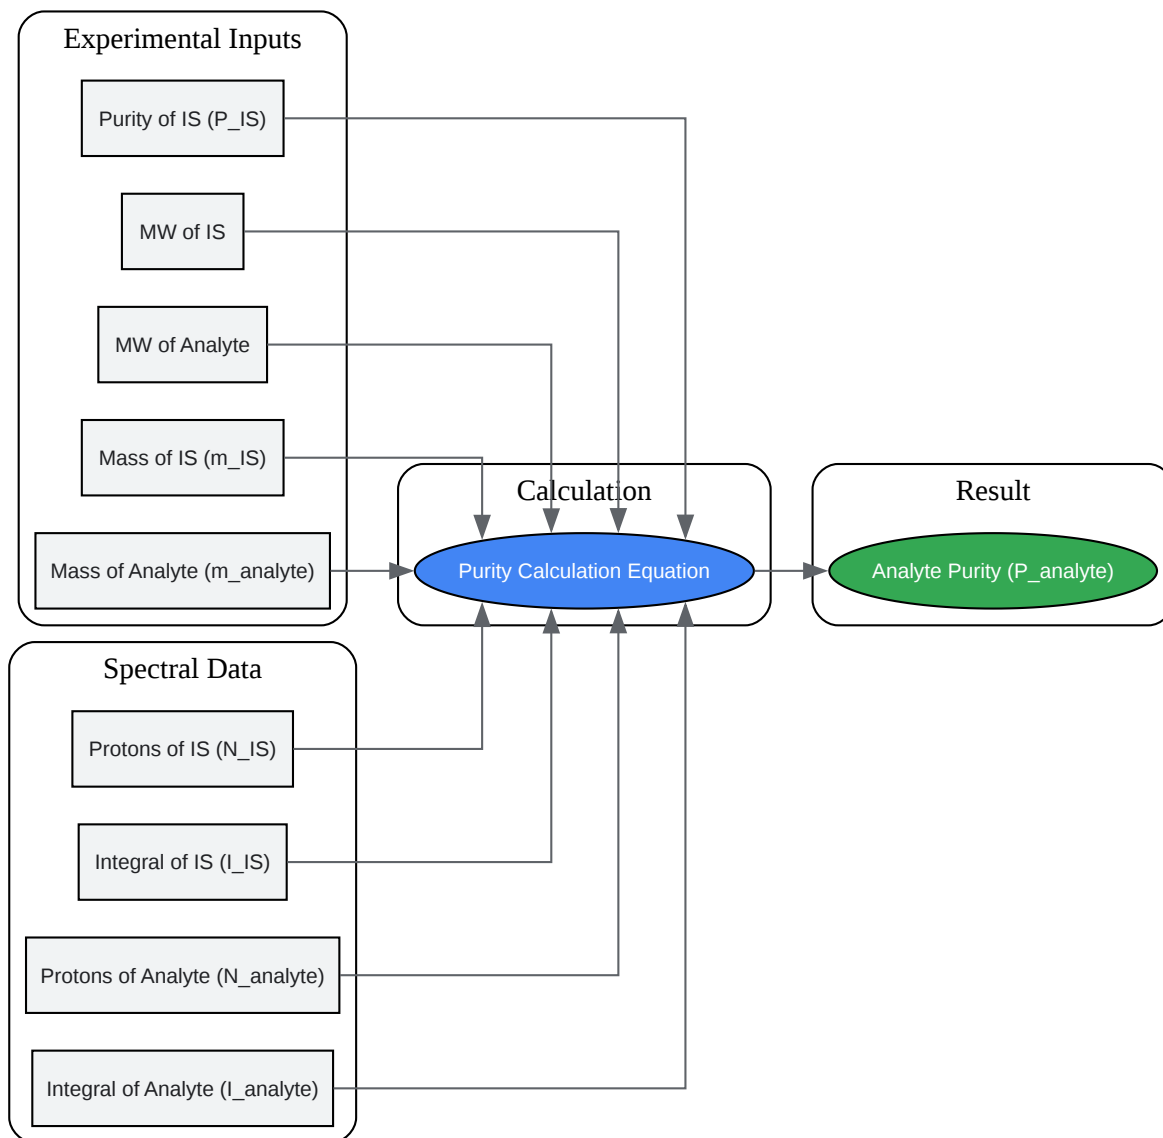 Experimental Inputs
Purity of IS (P_IS)
MW of IS
MW of Analyte
Mass of IS (m_IS)
Mass of Analyte (m_analyte)
Calculation
Purity Calculation Equation
Result
Analyte Purity (P_analyte)
Spectral Data
Protons of IS (N_IS)
Integral of IS (I_IS)
Protons of Analyte (N_analyte)
Integral of Analyte (I_analyte)